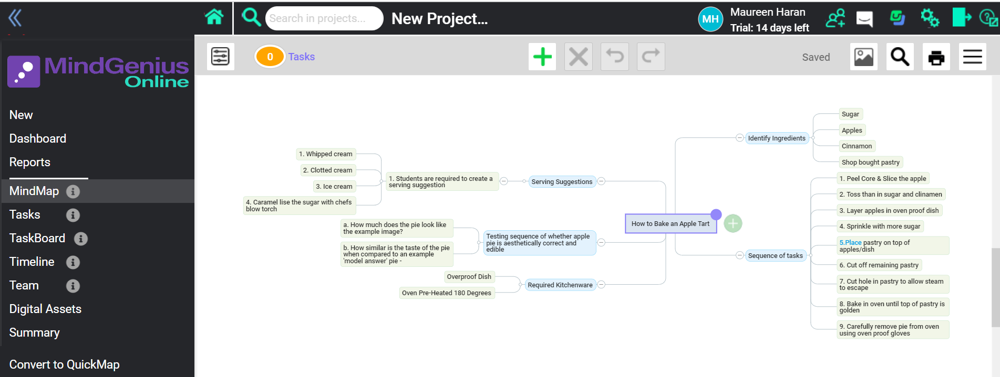 Search in projects...
New Project...
MH
Maureen Haran
Trial: 14 days left
MindGenius
Online
New
Dashboard
Reports
MindMap
Tasks
TaskBoard
Timeline
Team
Digital Assets
Summary
Convert to QuickMap
0
Tasks
Saved
1. Whipped cream
2. Clotted cream
3. Ice cream
4. Caramel lise the sugar with chefs
blow torch
1. Students are required to create a
serving suggestion
Serving Suggestions
a. How much does the pie look like
the example image?
b. How similar is the taste of the pie
when compared to an example
'model answer' pie -
Testing sequence of whether apple
pie is aesthetically correct and
edible
Overproof Dish
Oven Pre-Heated 180 Degrees
Required Kitchenware
How to Bake an Apple Tart
Identify Ingredients
Sugar
Apples
Cinnamon
Shop bought pastry
Sequence of tasks
1. Peel Core & Slice the apple
2. Toss than in sugar and clinamen
3. Layer apples in oven proof dish
4. Sprinkle with more sugar
5.Place pastry on top of
apples/dish
6. Cut off remaining pastry
7. Cut hole in pastry to allow steam
to escape
8. Bake in oven until top of pastry is
golden
9. Carefully remove pie from oven
using oven proof gloves